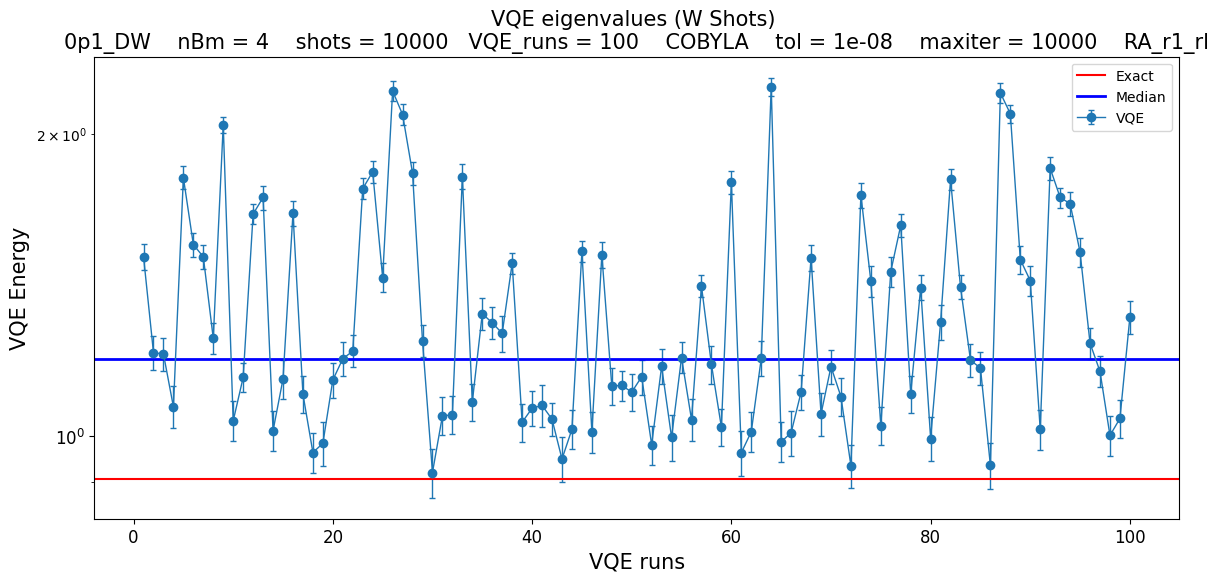 VQE eigenvalues (W Shots)
0p1_DW nBm = 4 shots = 10000 VQE_runs = 100 COBYLA tol = 1e-08 maxiter = 10000
Exact
Median
VQE
2 × 10⁰
10⁰
VQE Energy
0 20 40 60 80 100
VQE runs